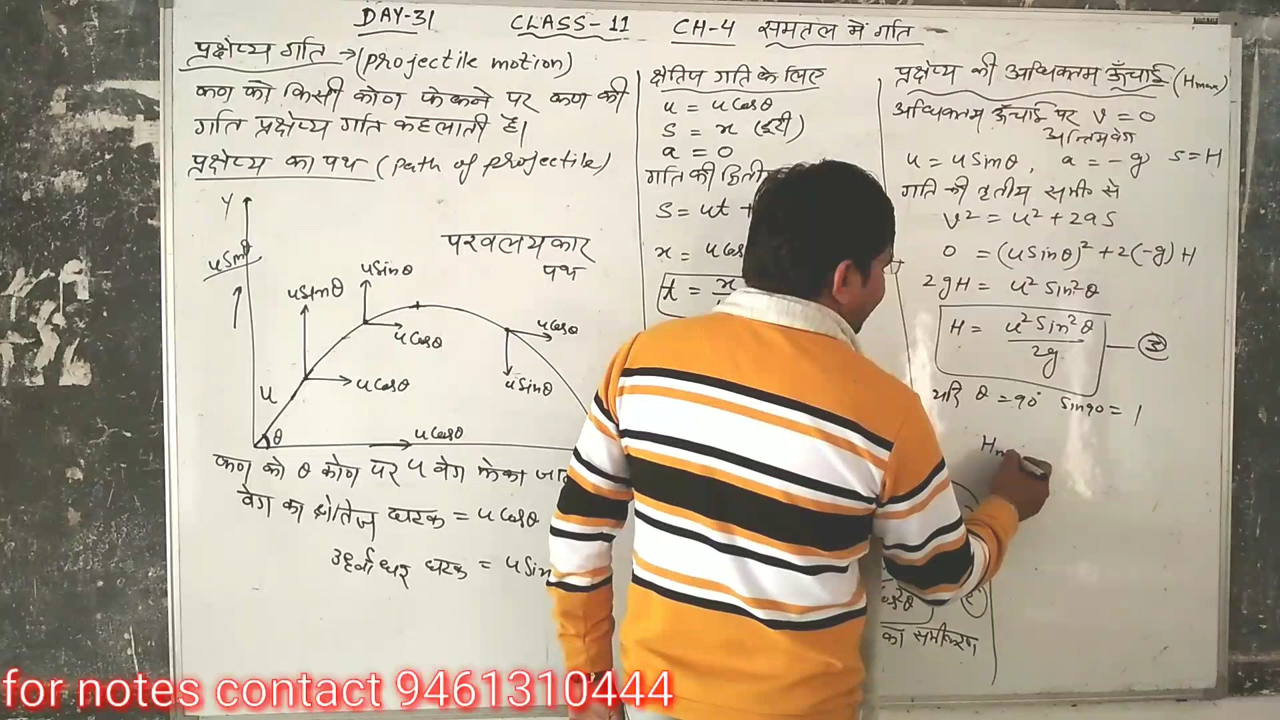 DAY-31 CLASS-11 CH-4 समतल में गति
प्रक्षेप्य गति → (projectile motion)
कण को किसी कोण फेकने पर कण की
गति प्रक्षेप्य गति कहलाती है।
प्रक्षेप्य का पथ (Path of projectile)
Y
uSinθ
परवलयकार
पथ
uSinθ
uSinθ
uCosθ
uCosθ
uCosθ
uSinθ
u
θ
uCosθ
कण को θ कोण पर u वेग फेका
वेग का क्षैतिज घटक = uCosθ
घटक = uSin
क्षैतिज गति के लिए
u = uCosθ
S = x (दूरी)
a = 0
गति की द्विती
S = ut +
x = uCos
t = x
प्रक्षेप्य की अधिकतम ऊँचाई (Hmax)
अधिकतम ऊँचाई पर V = 0
अन्तिम वेग
u = uSinθ, a = -g S = H
गति की तृतीय समी० से
V² = u² + 2as
0 = (uSinθ)² + 2(-g)H
2gH = u² Sin²θ
H = u² Sin²θ / 2g — ③
यदि θ = 90° Sin90 = 1
का समीकरण
for notes contact 9461310444